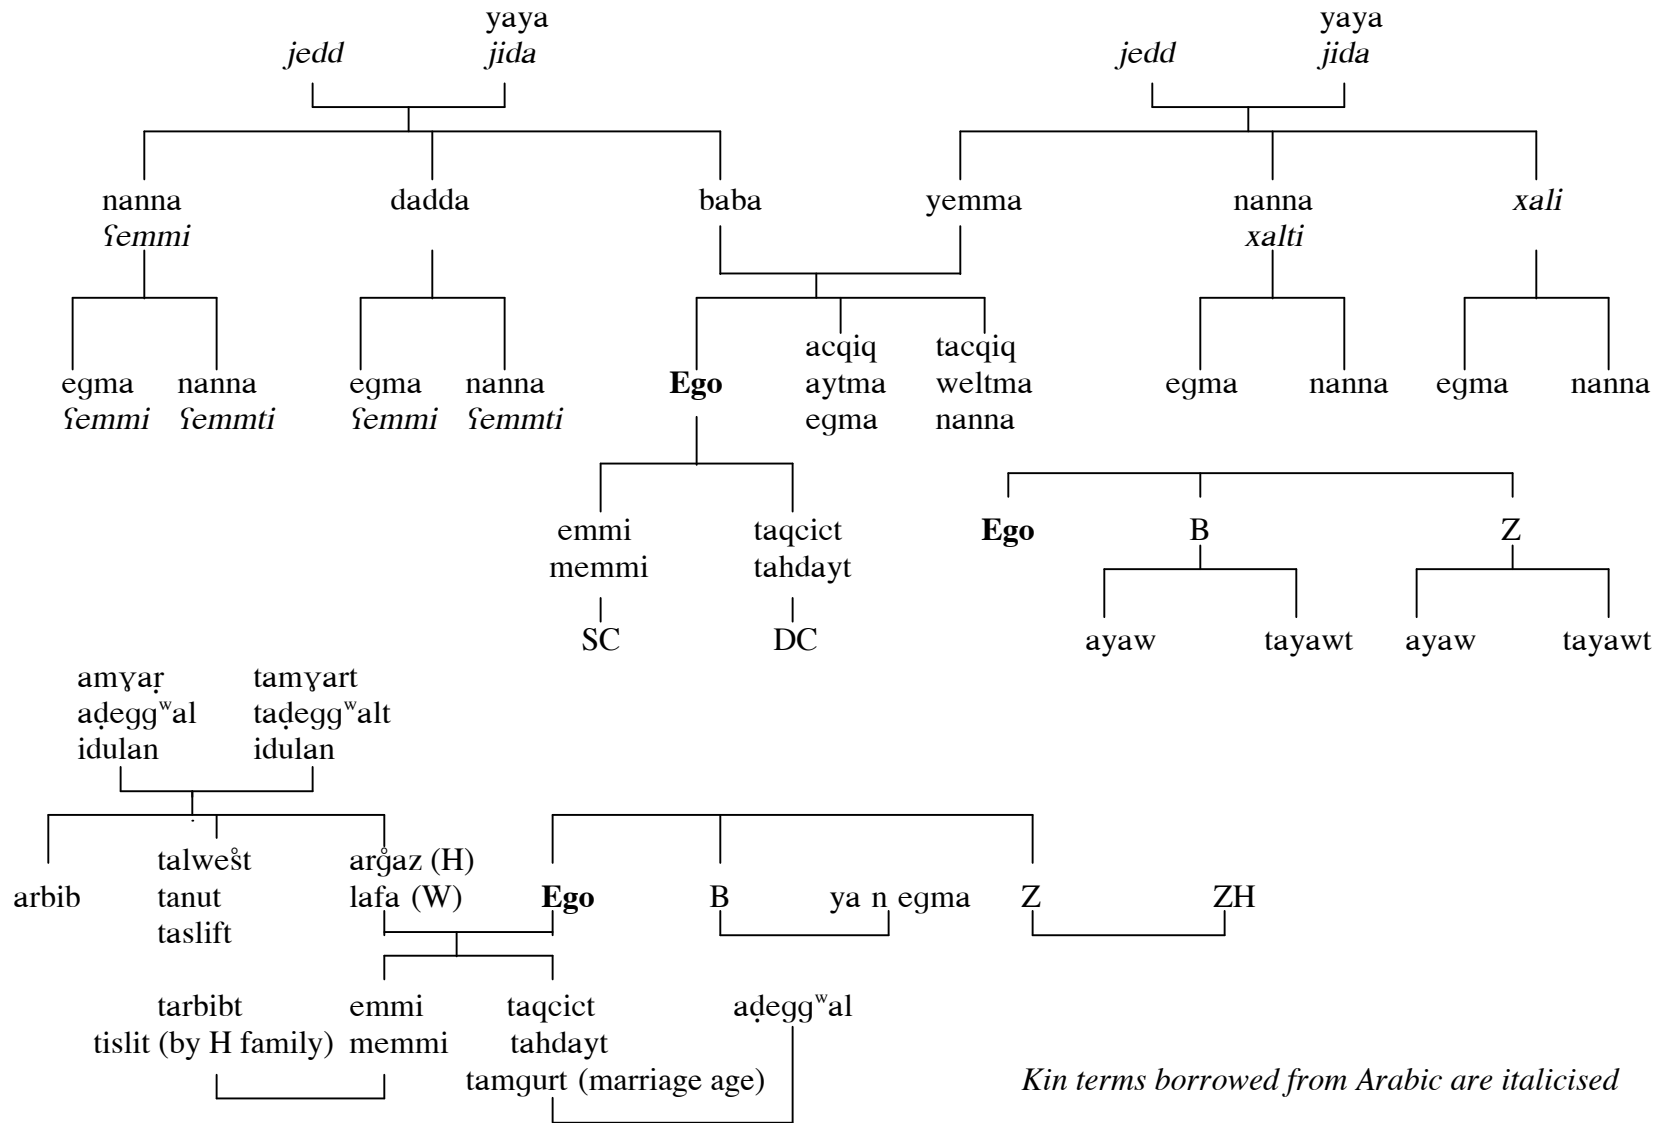 yaya yaya
jedd jida jedd jida
nanna dadda baba yemma nanna xali
ʕemmi xalti
acqiq tacqiq
egma nanna egma nanna Ego aytma weltma egma nanna egma nanna
ʕemmi ʕemmti ʕemmi ʕemmti egma nanna
emmi taqcict Ego B Z
memmi tahdayt
SC DC ayaw tayawt ayaw tayawt
amɣaṛ tamɣart
aḍeggʷal taḍeggʷalt
idulan idulan
talwes̊t arg̊az (H)
arbib tanut lafa (W) Ego B ya n egma Z ZH
taslift
tarbibt emmi taqcict aḍeggʷal
tislit (by H family) memmi tahdayt
tamgurt (marriage age) Kin terms borrowed from Arabic are italicised